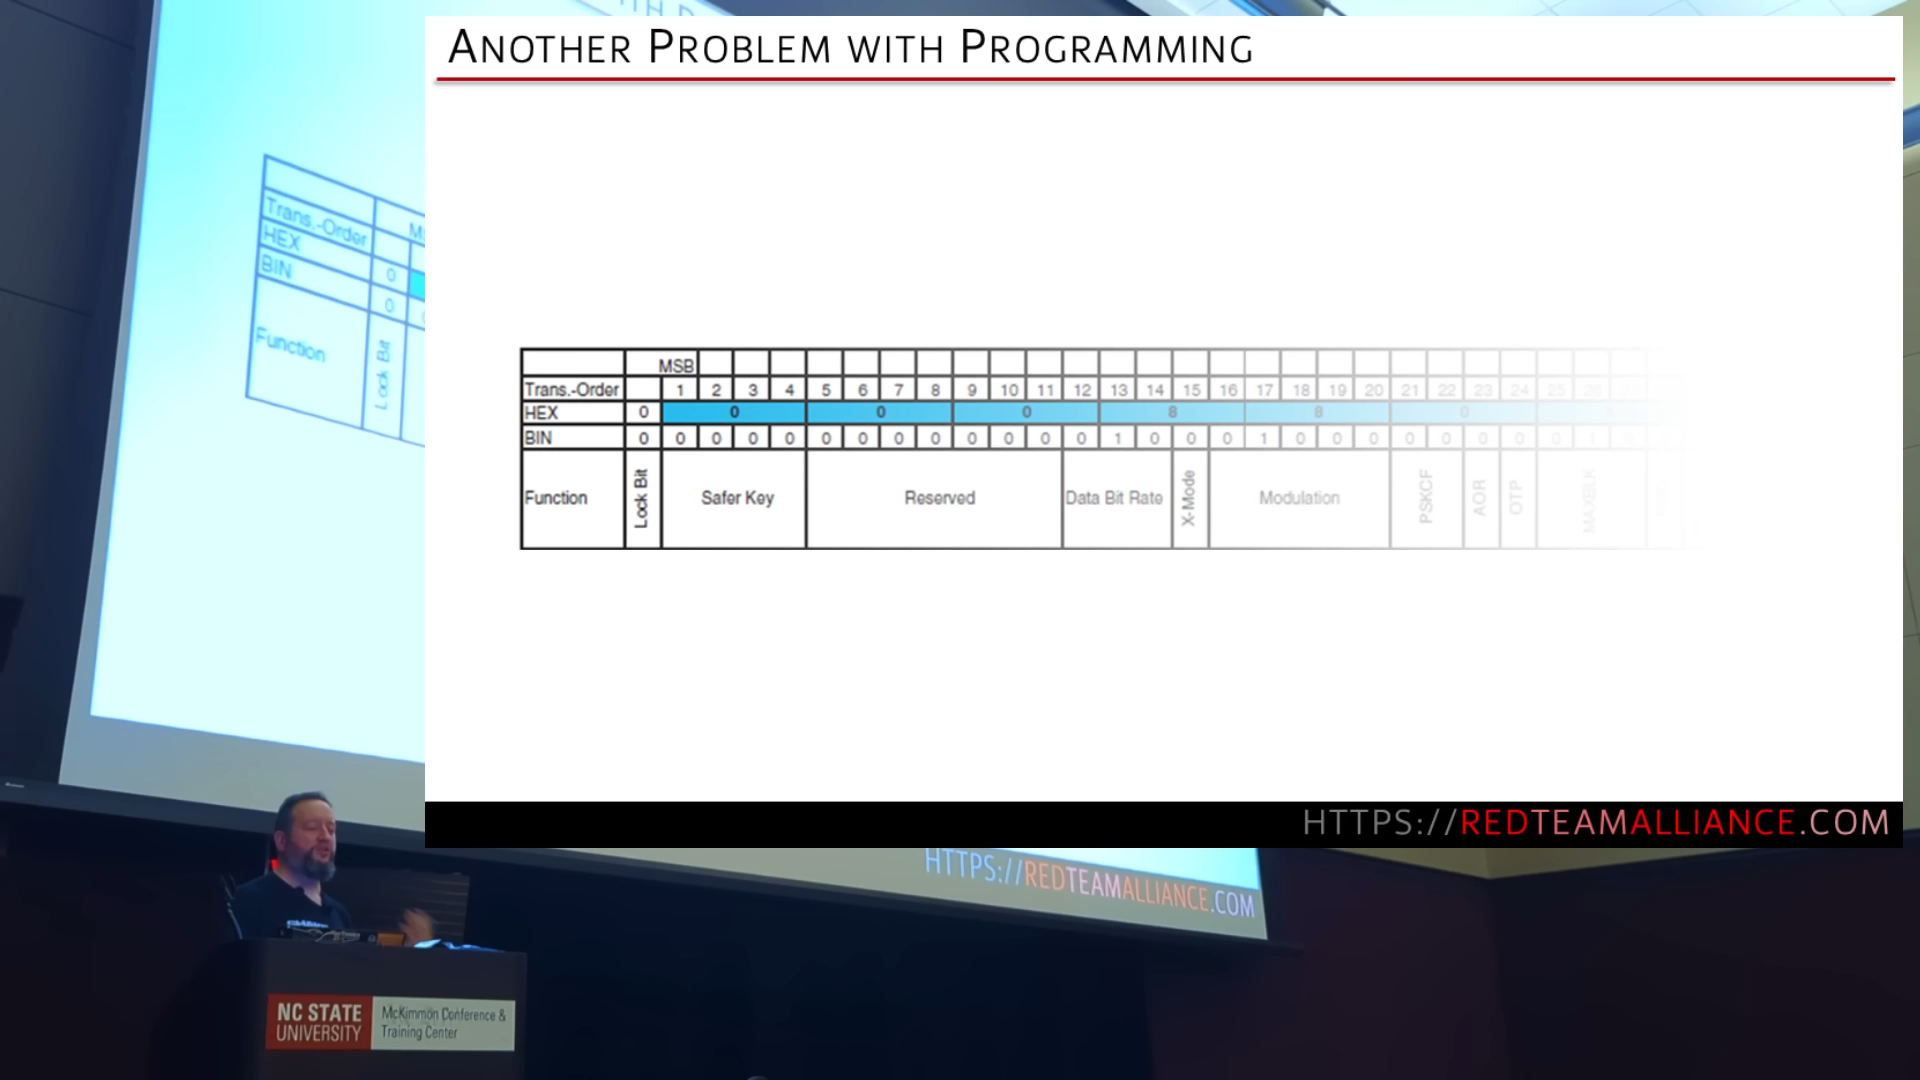 ANOTHER PROBLEM WITH PROGRAMMING
MSB
Trans.-Order 1 2 3 4 5 6 7 8 9 10 11 12 13 14 15 16 17 18 19 20 21 22 23 24 25 26
HEX 0 0 0 0 8 8 0
BIN 0 0 0 0 0 0 0 0 0 0 0 0 0 1 0 0 0 1 0 0 0 0 0 0 0 0 1
Function Lock Bit Safer Key Reserved Data Bit Rate X-Mode Modulation PSKCF AOR OTP MAXBLK
HTTPS://REDTEAMALLIANCE.COM
Trans.-Order
HEX 0
BIN 0
Function Lock Bit
HTTPS://REDTEAMALLIANCE.COM
NC STATE
UNIVERSITY
McKimmon Conference &
Training Center